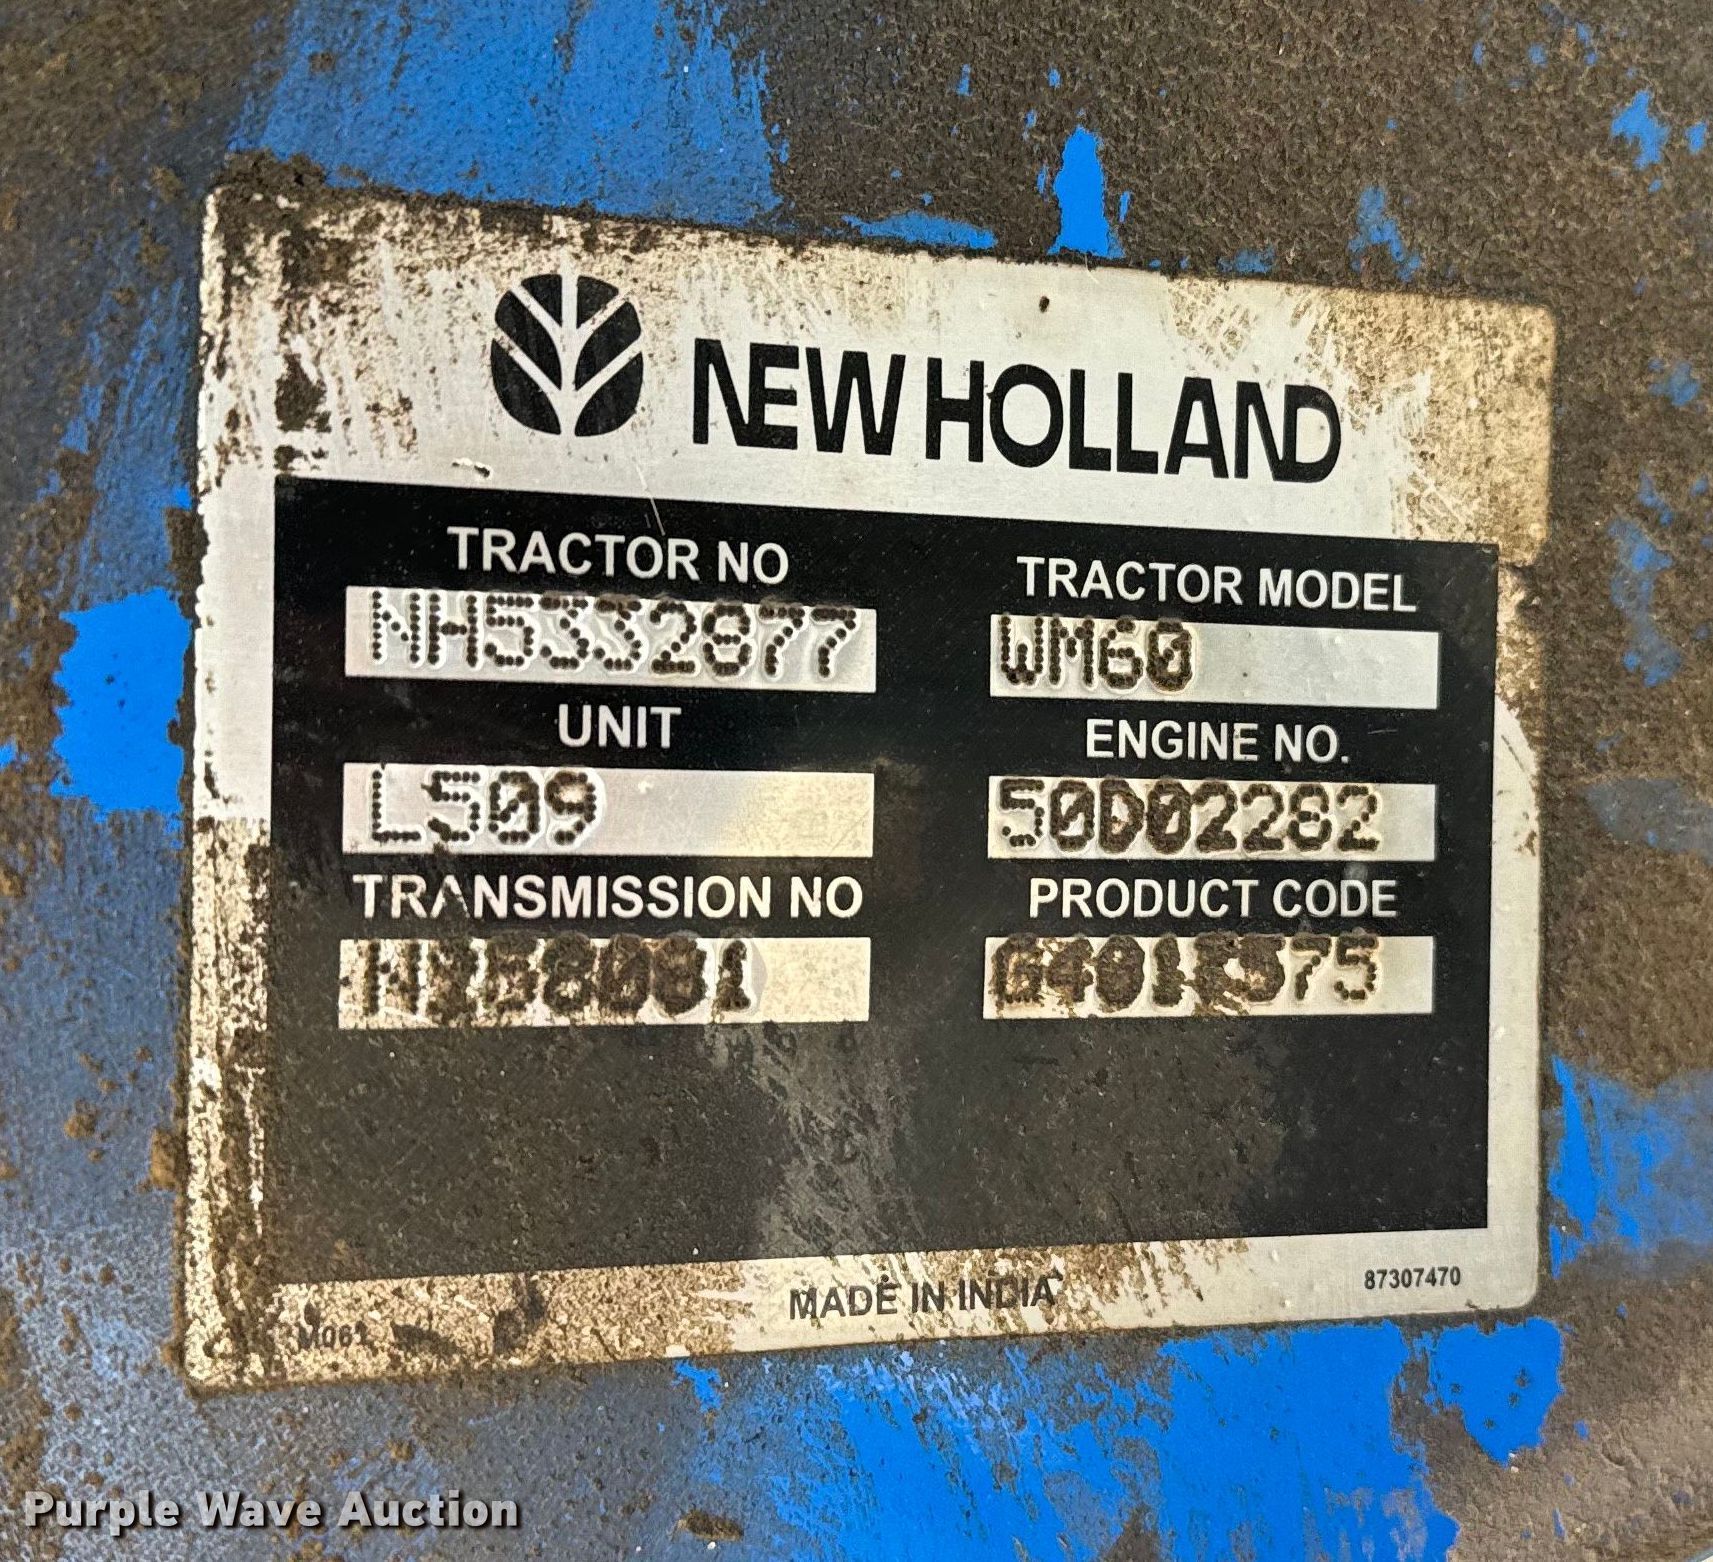 NEW HOLLAND
TRACTOR NO
NH5332877
TRACTOR MODEL
WM60
UNIT
L509
ENGINE NO.
50D02282
TRANSMISSION NO
PRODUCT CODE
MADE IN INDIA
87307470
Purple Wave Auction